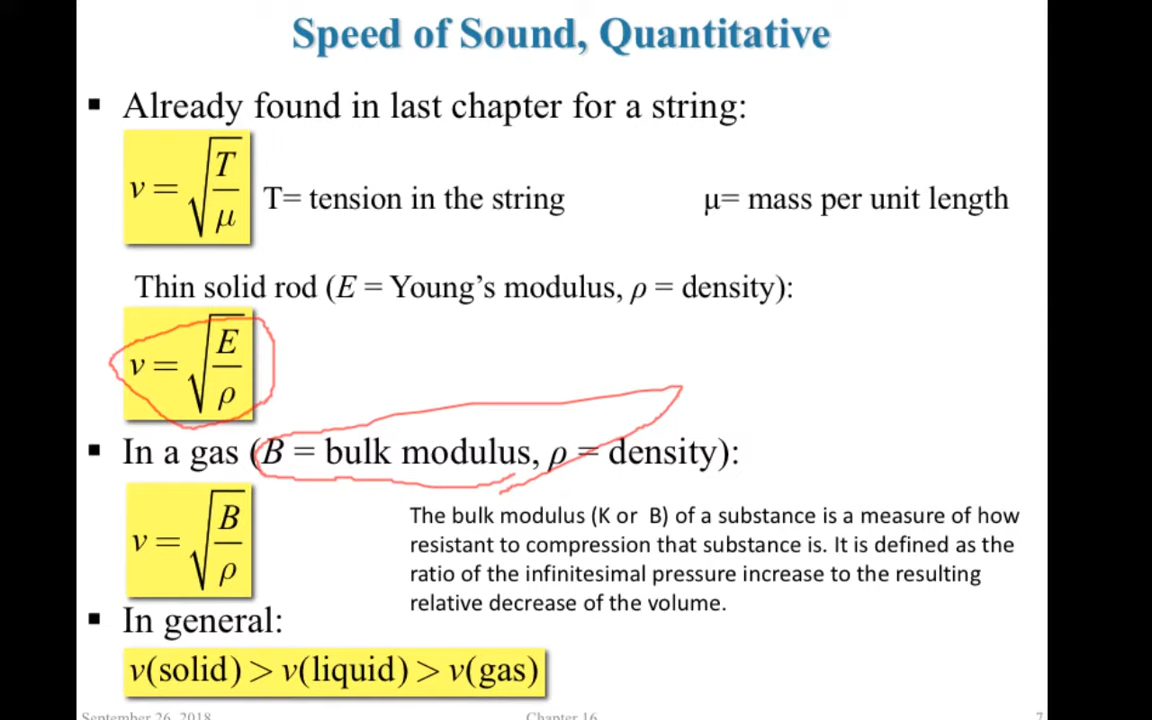 Speed of Sound, Quantitative
▪ Already found in last chapter for a string:
v = √(T/μ) T= tension in the string μ= mass per unit length
Thin solid rod (E = Young's modulus, ρ = density):
v = √(E/ρ)
▪ In a gas (B = bulk modulus, ρ = density):
v = √(B/ρ)
The bulk modulus (K or B) of a substance is a measure of how
resistant to compression that substance is. It is defined as the
ratio of the infinitesimal pressure increase to the resulting
relative decrease of the volume.
▪ In general:
v(solid) > v(liquid) > v(gas)
September 26, 2018 Chapter 16 7